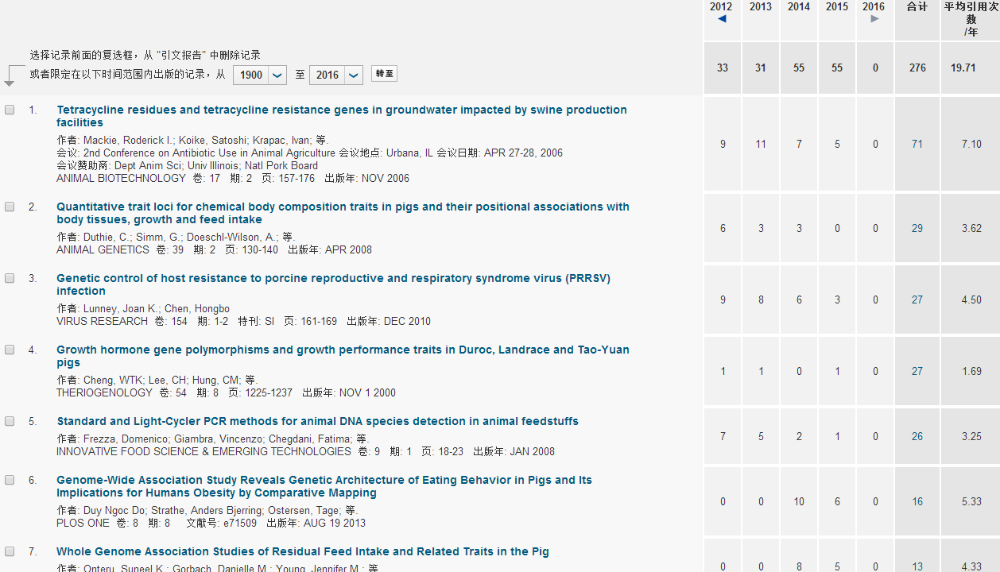 2012 2013 2014 2015 2016 合计 平均引用次
数
/年
选择记录前面的复选框，从 "引文报告" 中删除记录
或者限定在以下时间范围内出版的记录，从 1900 至 2016 转至
33 31 55 55 0 276 19.71
1. Tetracycline residues and tetracycline resistance genes in groundwater impacted by swine production
facilities
作者: Mackie, Roderick I.; Koike, Satoshi; Krapac, Ivan; 等.
会议: 2nd Conference on Antibiotic Use in Animal Agriculture 会议地点: Urbana, IL 会议日期: APR 27-28, 2006
会议赞助商: Dept Anim Sci; Univ Illinois; Natl Pork Board
ANIMAL BIOTECHNOLOGY 卷: 17 期: 2 页: 157-176 出版年: NOV 2006
9 11 7 5 0 71 7.10
2. Quantitative trait loci for chemical body composition traits in pigs and their positional associations with
body tissues, growth and feed intake
作者: Duthie, C.; Simm, G.; Doeschl-Wilson, A.; 等.
ANIMAL GENETICS 卷: 39 期: 2 页: 130-140 出版年: APR 2008
6 3 3 0 0 29 3.62
3. Genetic control of host resistance to porcine reproductive and respiratory syndrome virus (PRRSV)
infection
作者: Lunney, Joan K.; Chen, Hongbo
VIRUS RESEARCH 卷: 154 期: 1-2 特刊: SI 页: 161-169 出版年: DEC 2010
9 8 6 3 0 27 4.50
4. Growth hormone gene polymorphisms and growth performance traits in Duroc, Landrace and Tao-Yuan
pigs
作者: Cheng, WTK; Lee, CH; Hung, CM; 等.
THERIOGENOLOGY 卷: 54 期: 8 页: 1225-1237 出版年: NOV 1 2000
1 1 0 1 0 27 1.69
5. Standard and Light-Cycler PCR methods for animal DNA species detection in animal feedstuffs
作者: Frezza, Domenico; Giambra, Vincenzo; Chegdani, Fatima; 等.
INNOVATIVE FOOD SCIENCE & EMERGING TECHNOLOGIES 卷: 9 期: 1 页: 18-23 出版年: JAN 2008
7 5 2 1 0 26 3.25
6. Genome-Wide Association Study Reveals Genetic Architecture of Eating Behavior in Pigs and Its
Implications for Humans Obesity by Comparative Mapping
作者: Duy Ngoc Do; Strathe, Anders Bjerring; Ostersen, Tage; 等.
PLOS ONE 卷: 8 期: 8 文献号: e71509 出版年: AUG 19 2013
0 0 10 6 0 16 5.33
7. Whole Genome Association Studies of Residual Feed Intake and Related Traits in the Pig
作者: Onteru, Suneel K.; Gorbach, Danielle M.; Young, Jennifer M.; 等
0 0 8 5 0 13 4.33